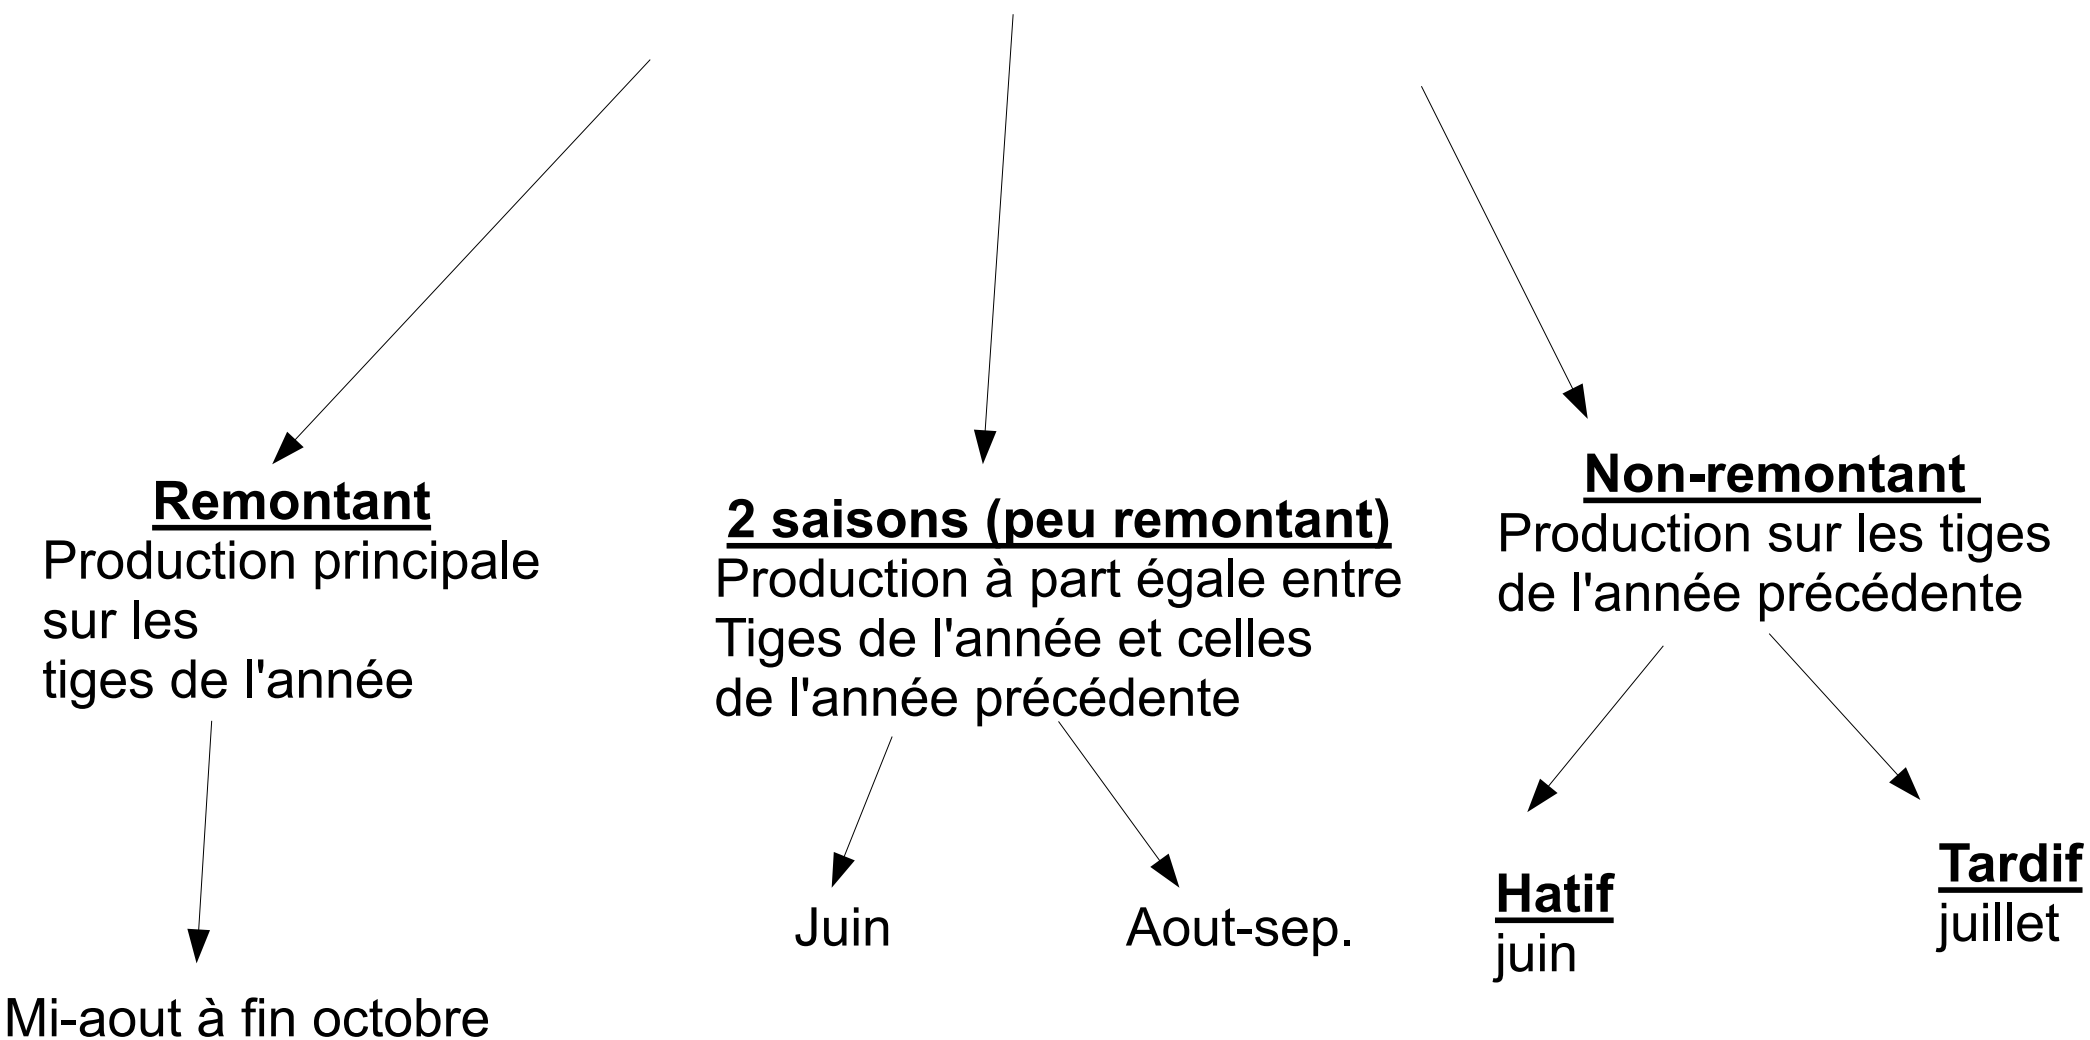 Remontant
Production principale
sur les
tiges de l'année
Mi-aout à fin octobre
2 saisons (peu remontant)
Production à part égale entre
Tiges de l'année et celles
de l'année précédente
Juin
Aout-sep.
Non-remontant
Production sur les tiges
de l'année précédente
Hatif
juin
Tardif
juillet